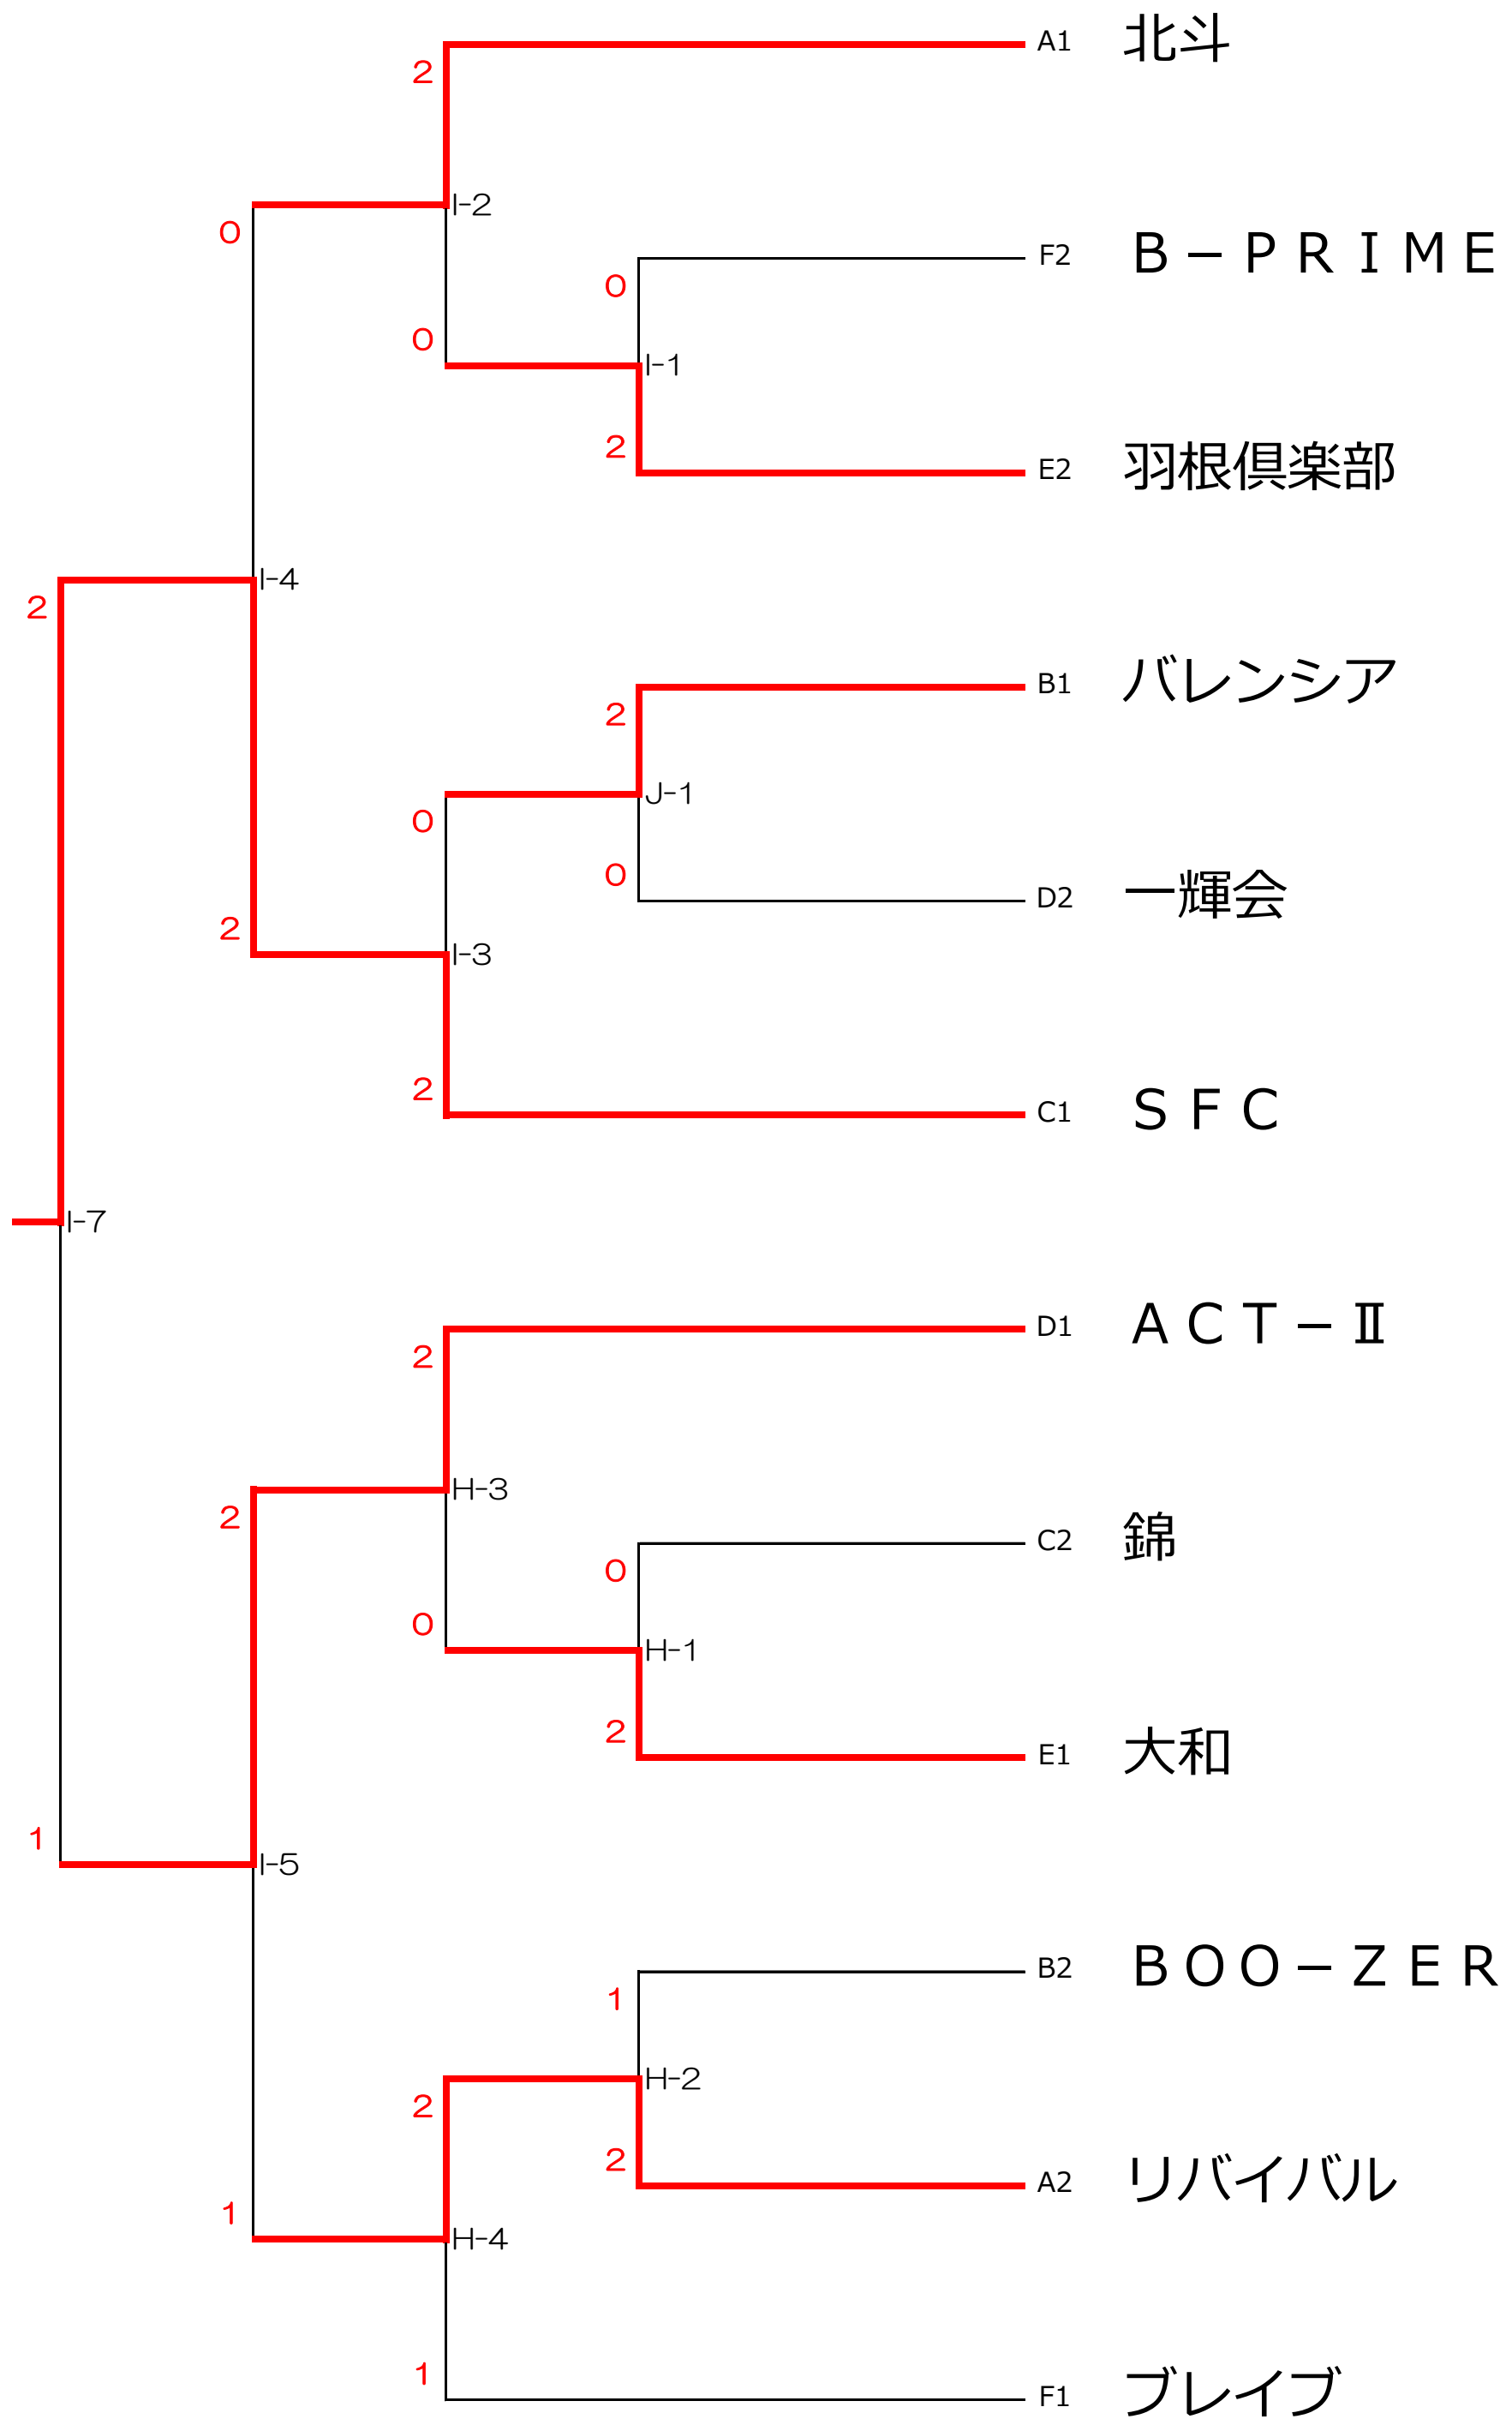 A1 北斗
2
I-2
0
F2 B－PRIME
0
0
I-1
2
E2 羽根倶楽部
I-4
2
B1 バレンシア
2
J-1
0
0
D2 一輝会
2
I-3
2
C1 SFC
I-7
D1 ACT－Ⅱ
2
H-3
2
C2 錦
0
0
H-1
2
E1 大和
1
I-5
B2 BOO－ZER
1
H-2
2
2
A2 リバイバル
1
H-4
1
F1 ブレイブ